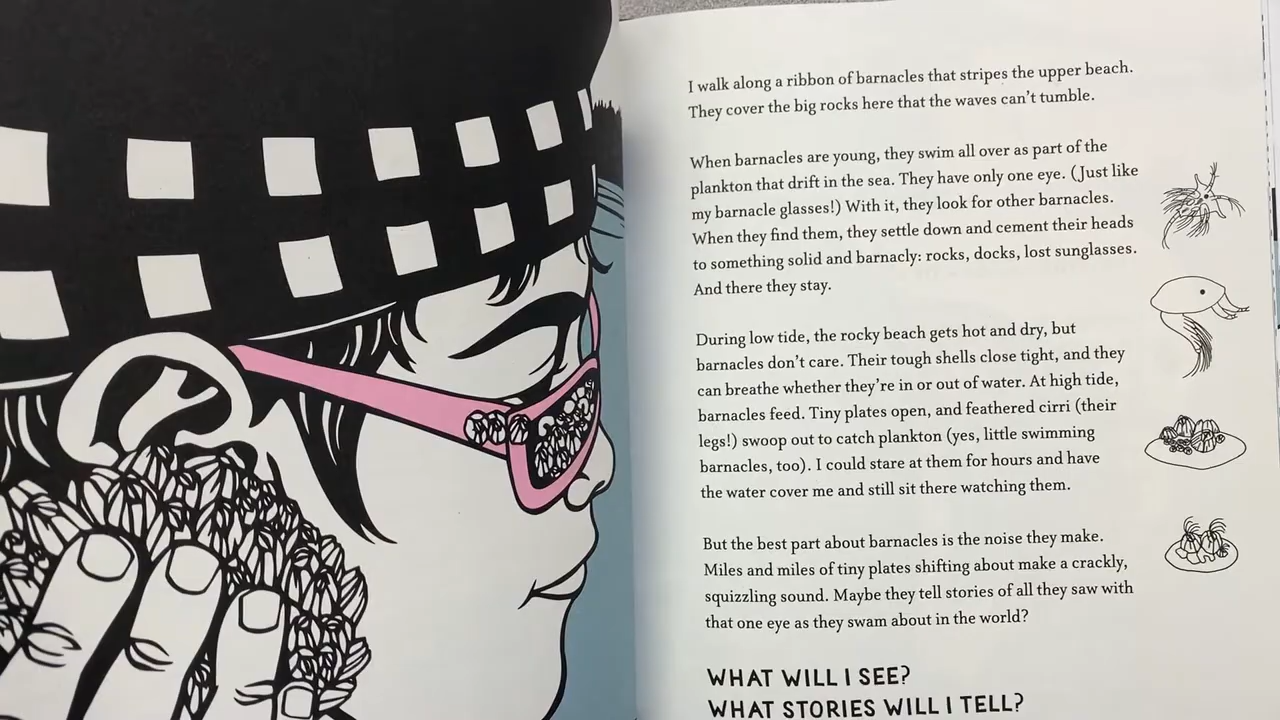 I walk along a ribbon of barnacles that stripes the upper beach.
They cover the big rocks here that the waves can't tumble.
When barnacles are young, they swim all over as part of the
plankton that drift in the sea. They have only one eye. (Just like
my barnacle glasses!) With it, they look for other barnacles.
When they find them, they settle down and cement their heads
to something solid and barnacly: rocks, docks, lost sunglasses.
And there they stay.
During low tide, the rocky beach gets hot and dry, but
barnacles don't care. Their tough shells close tight, and they
can breathe whether they're in or out of water. At high tide,
barnacles feed. Tiny plates open, and feathered cirri (their
legs!) swoop out to catch plankton (yes, little swimming
barnacles, too). I could stare at them for hours and have
the water cover me and still sit there watching them.
But the best part about barnacles is the noise they make.
Miles and miles of tiny plates shifting about make a crackly,
squizzling sound. Maybe they tell stories of all they saw with
that one eye as they swam about in the world?
WHAT WILL I SEE?
WHAT STORIES WILL I TELL?